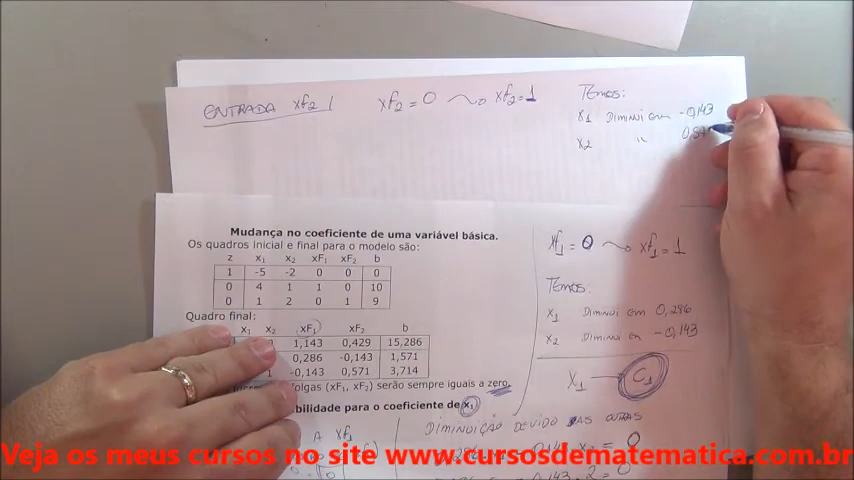 ENTRADA xF2 / xF2 = 0 ⟿ xF2 = 1 Temos:
x1 Diminui em -0,143
x2 " 0,5
Mudança no coeficiente de uma variável básica.
Os quadros inicial e final para o modelo são:
z x1 x2 xF1 xF2 b
1 -5 -2 0 0 0
0 4 1 1 0 10
0 1 2 0 1 9
Quadro final:
x1 x2 xF1 xF2 b
1,143 0,429 15,286
0,286 -0,143 1,571
1 -0,143 0,571 3,714
folgas (xF1, xF2) serão sempre iguais a zero.
bilidade para o coeficiente de x1
A xF1
xF1 = 0 ⟿ xF1 = 1
Temos:
x1 Diminui em 0,286
x2 Diminui em -0,143
x1 → C1
DIMINUIÇÃO DEVIDO AS OUTRAS
Veja os meus cursos no site www.cursosdematematica.com.br